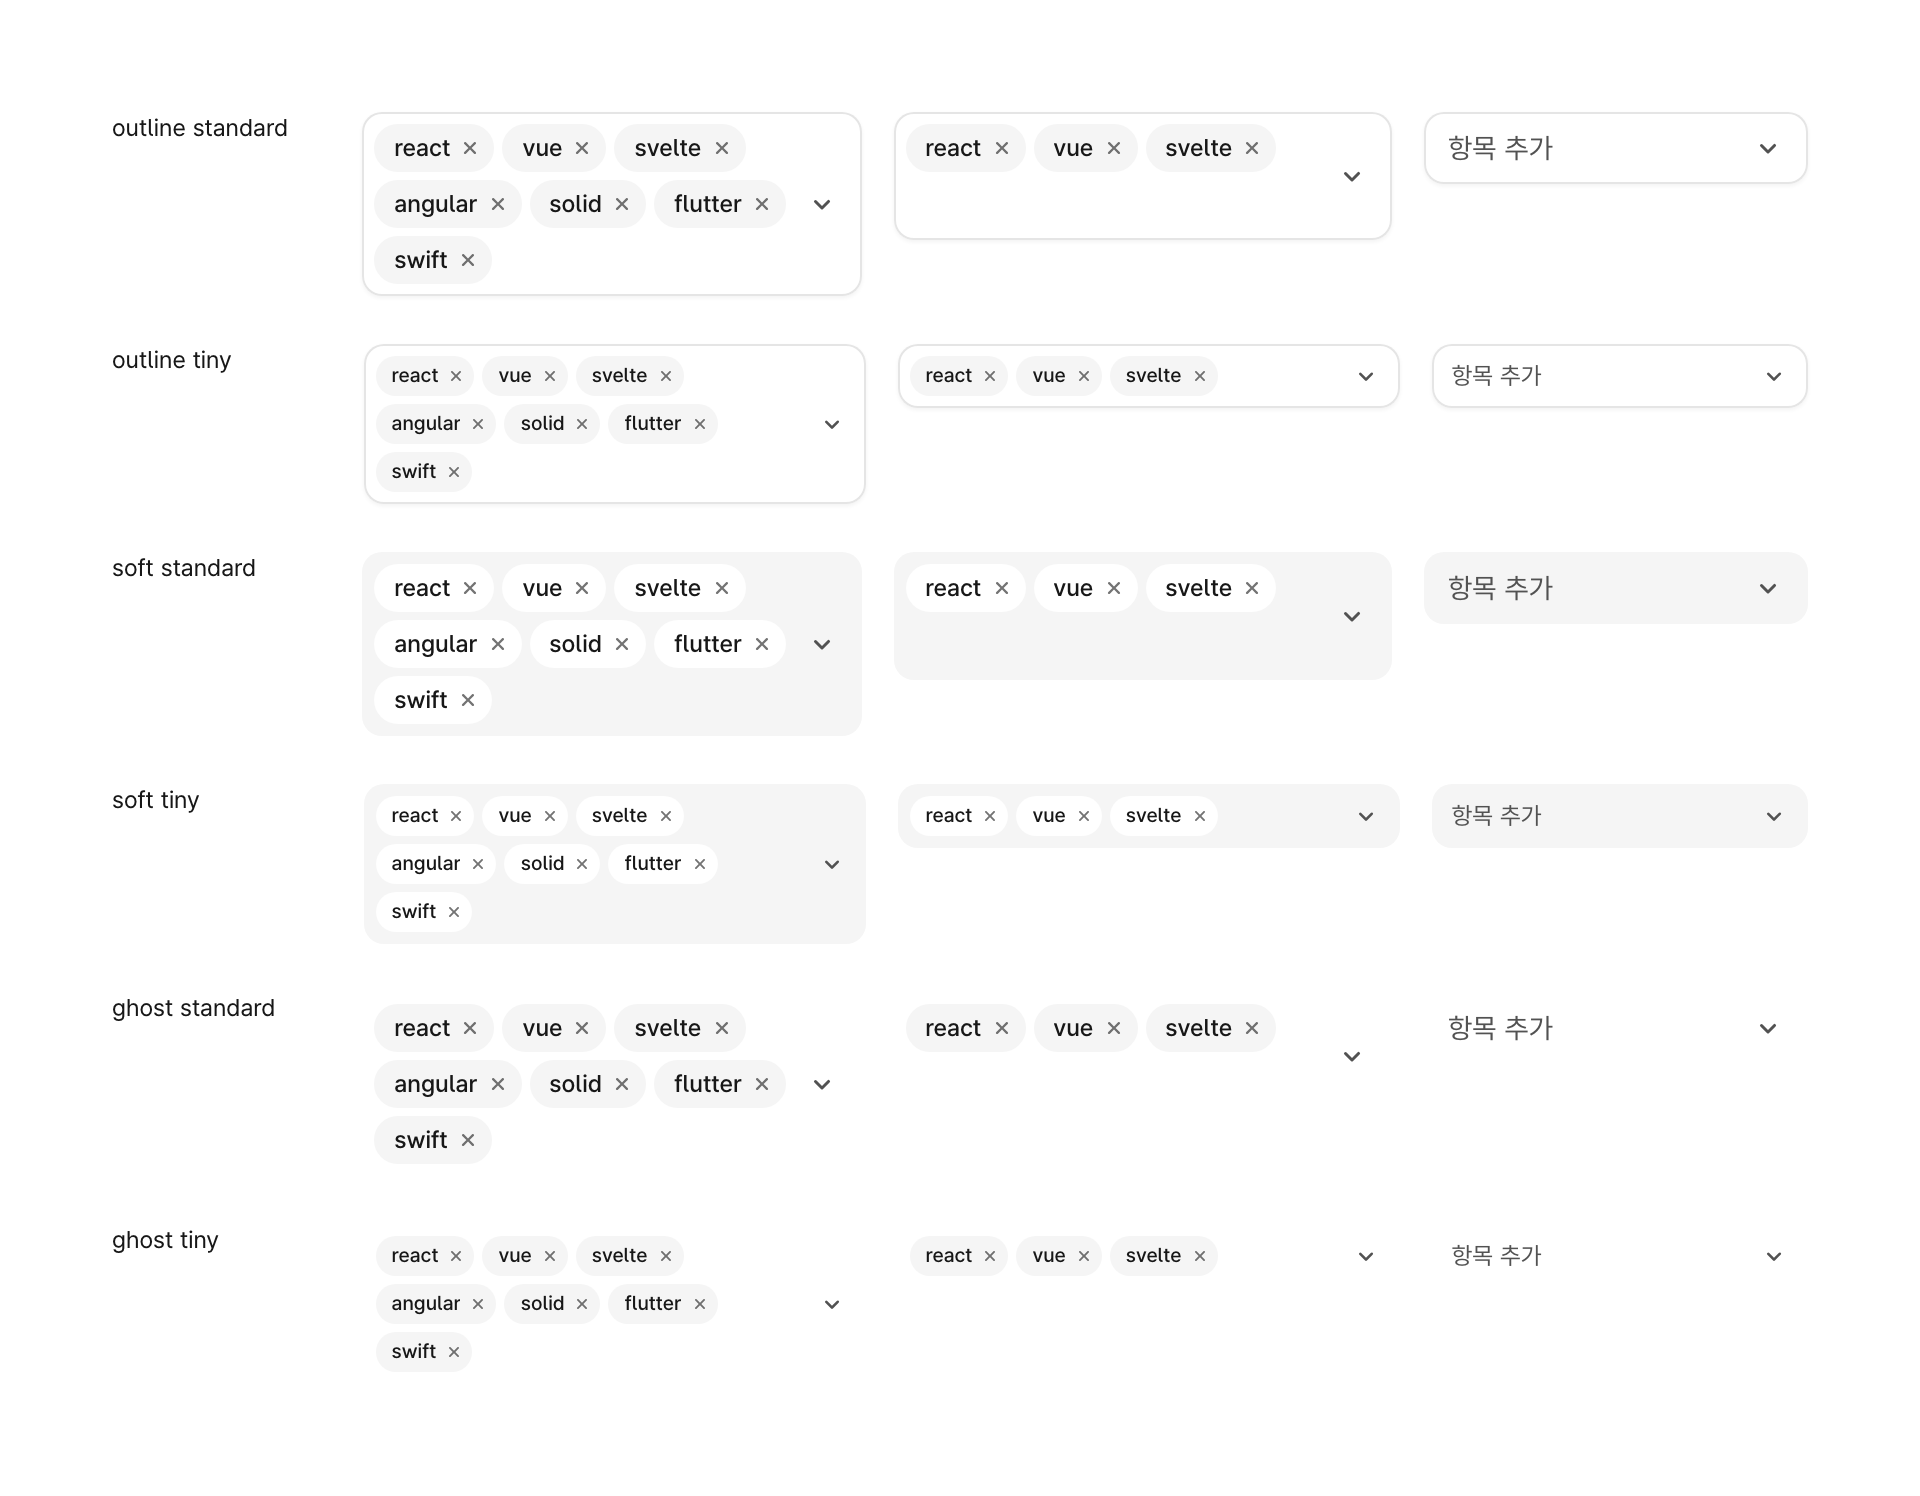 outline standard
react × vue × svelte ×
angular × solid × flutter ×
swift ×
react × vue × svelte ×
항목 추가
outline tiny
react × vue × svelte ×
angular × solid × flutter ×
swift ×
react × vue × svelte ×
항목 추가
soft standard
react × vue × svelte ×
angular × solid × flutter ×
swift ×
react × vue × svelte ×
항목 추가
soft tiny
react × vue × svelte ×
angular × solid × flutter ×
swift ×
react × vue × svelte ×
항목 추가
ghost standard
react × vue × svelte ×
angular × solid × flutter ×
swift ×
react × vue × svelte ×
항목 추가
ghost tiny
react × vue × svelte ×
angular × solid × flutter ×
swift ×
react × vue × svelte ×
항목 추가